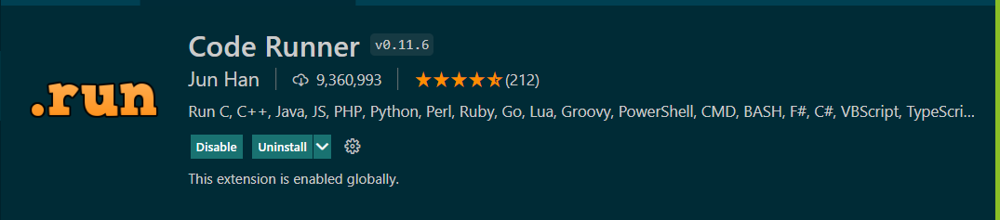 .run
Code Runner v0.11.6
Jun Han 9,360,993 (212)
Run C, C++, Java, JS, PHP, Python, Perl, Ruby, Go, Lua, Groovy, PowerShell, CMD, BASH, F#, C#, VBScript, TypeScri...
Disable Uninstall
This extension is enabled globally.